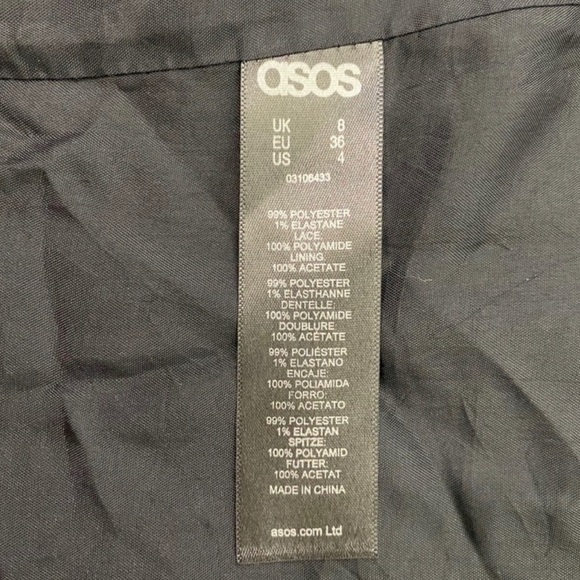 asos
UK 8
EU 36
US 4
03106433
99% POLYESTER
1% ELASTANE
LACE:
100% POLYAMIDE
LINING:
100% ACETATE
99% POLYESTER
1% ELASTHANNE
DENTELLE:
100% POLYAMIDE
DOUBLURE:
100% ACÉTATE
99% POLIÉSTER
1% ELASTANO
ENCAJE:
100% POLIAMIDA
FORRO:
100% ACETATO
99% POLYESTER
1% ELASTAN
SPITZE:
100% POLYAMID
FUTTER:
100% ACETAT
MADE IN CHINA
asos.com Ltd